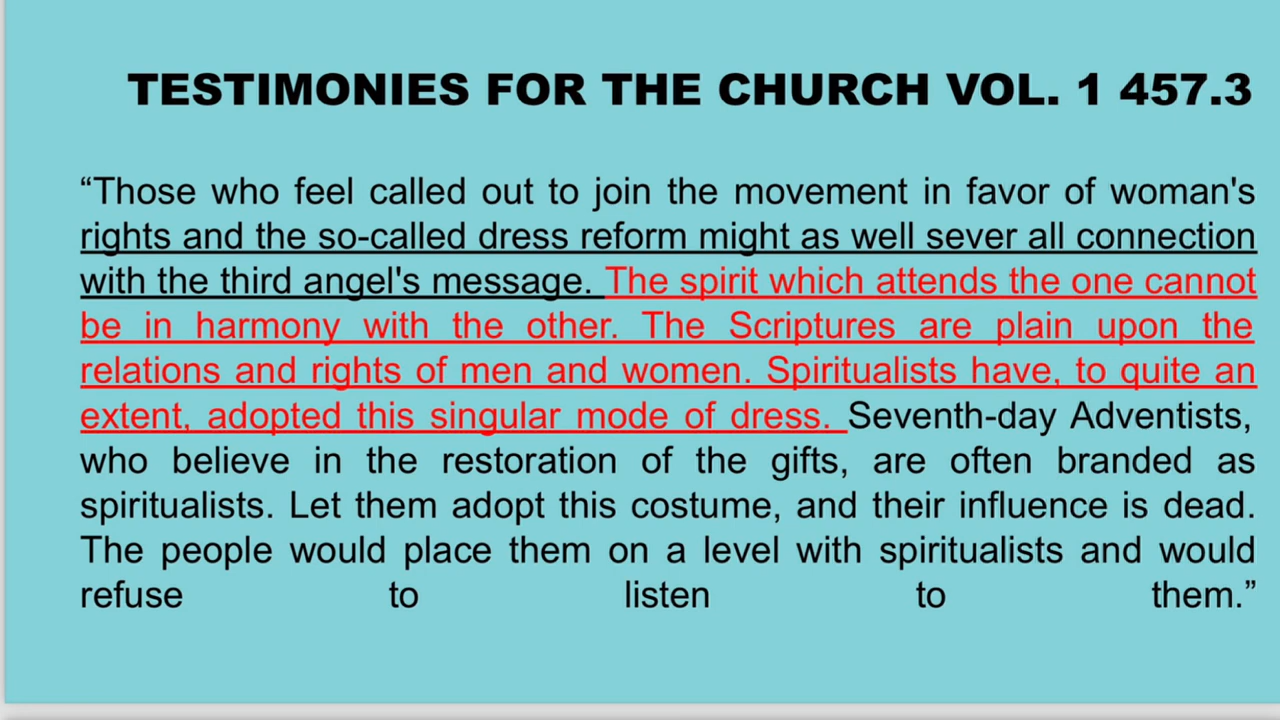 TESTIMONIES FOR THE CHURCH VOL. 1 457.3
“Those who feel called out to join the movement in favor of woman's
rights and the so-called dress reform might as well sever all connection
with the third angel's message. The spirit which attends the one cannot
be in harmony with the other. The Scriptures are plain upon the
relations and rights of men and women. Spiritualists have, to quite an
extent, adopted this singular mode of dress. Seventh-day Adventists,
who believe in the restoration of the gifts, are often branded as
spiritualists. Let them adopt this costume, and their influence is dead.
The people would place them on a level with spiritualists and would
refuse to listen to them.”